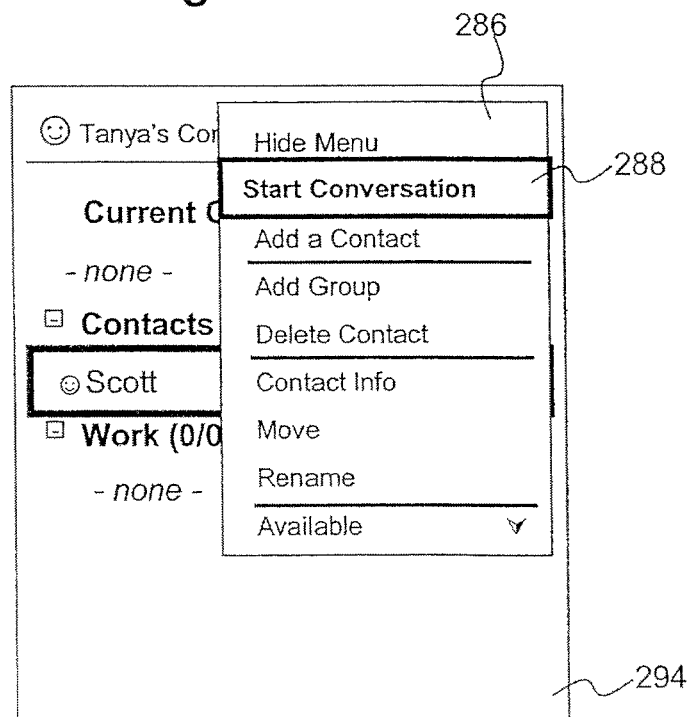 286
Tanya's Cor
Hide Menu
288
Start Conversation
Current C
Add a Contact
- none -
Add Group
Contacts
Delete Contact
Scott
Contact Info
Work (0/0
Move
- none -
Rename
Available
294